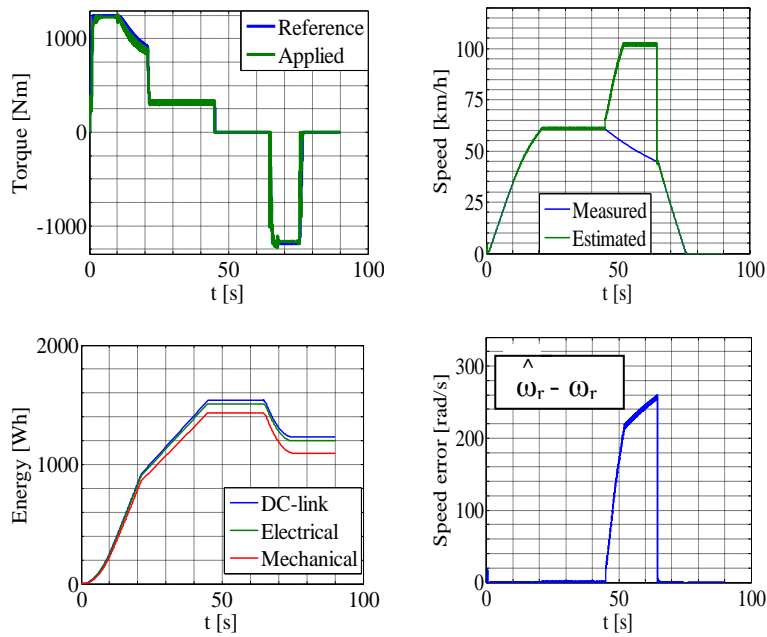 Torque [Nm]
1000
0
-1000
0
50
100
t [s]
Reference
Applied
Speed [km/h]
100
75
50
25
0
0
50
100
t [s]
Measured
Estimated
Energy [Wh]
2000
1000
0
0
50
100
t [s]
DC-link
Electrical
Mechanical
Speed error [rad/s]
300
200
100
0
0
50
100
t [s]
ω̂r - ωr